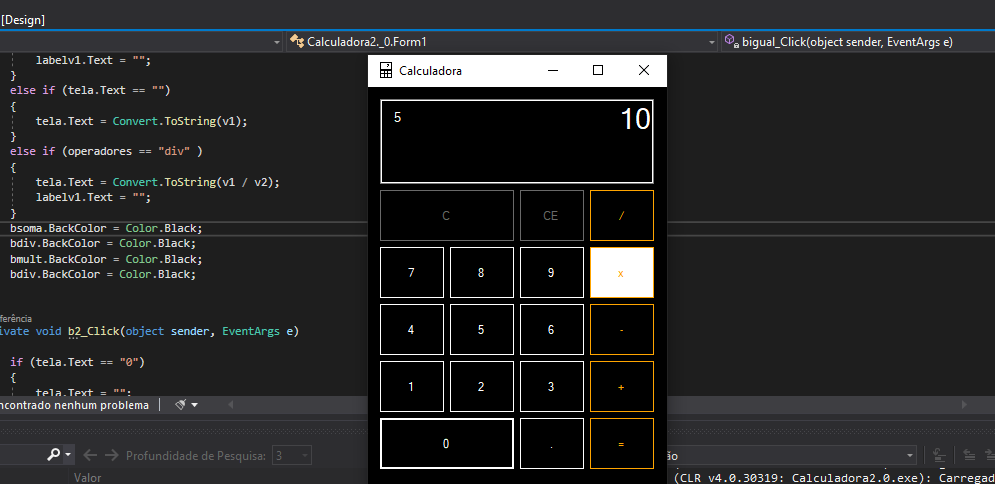 [Design]
Calculadora2._0.Form1
bigual_Click(object sender, EventArgs e)
labelv1.Text = "";
}
else if (tela.Text == "")
{
tela.Text = Convert.ToString(v1);
}
else if (operadores == "div" )
{
tela.Text = Convert.ToString(v1 / v2);
labelv1.Text = "";
}
bsoma.BackColor = Color.Black;
bdiv.BackColor = Color.Black;
bmult.BackColor = Color.Black;
bdiv.BackColor = Color.Black;
ferência
ivate void b2_Click(object sender, EventArgs e)
if (tela.Text == "0")
{
tela.Text = "";
ncontrado nenhum problema
Profundidade de Pesquisa: 3
Valor
Calculadora
5 10
C CE /
7 8 9 x
4 5 6 -
1 2 3 +
0 . =
ão
(CLR v4.0.30319: Calculadora2.0.exe): Carregad